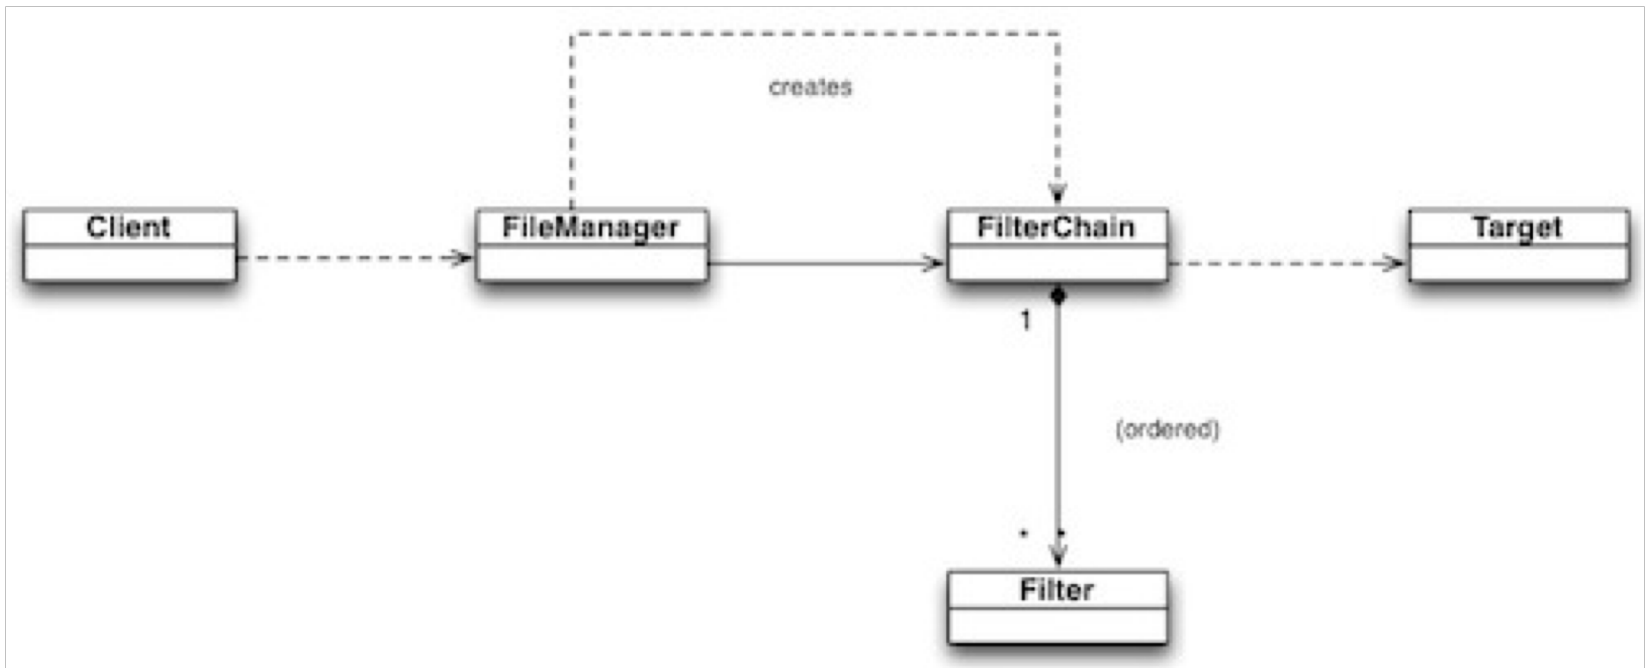 creates
Client
FileManager
FilterChain
Target
1
(ordered)
*
Filter